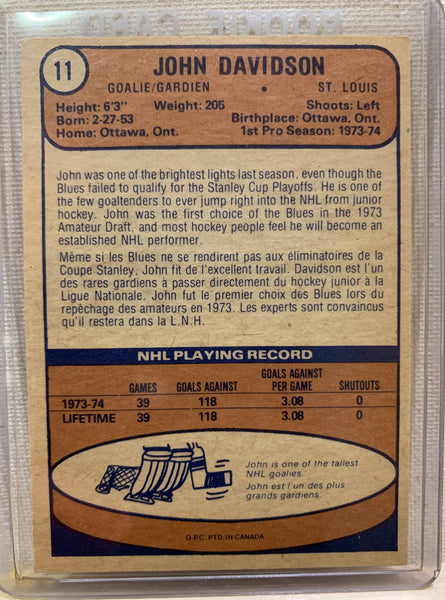 ROOKIE CARD
11
JOHN DAVIDSON
GOALIE/GARDIEN • ST. LOUIS
Height: 6'3" Weight: 205 Shoots: Left
Born: 2-27-53 Birthplace: Ottawa, Ont.
Home: Ottawa, Ont. 1st Pro Season: 1973-74
John was one of the brightest lights last season, even though the
Blues failed to qualify for the Stanley Cup Playoffs. He is one of
few goaltenders to ever jump right into the NHL from junior
hockey. John was the first choice of the Blues in the 1973
Amateur Draft, and most hockey people feel he will become an
established NHL performer.
Même si les Blues ne se rendirent pas aux éliminatoires de la
Coupe Stanley, John fit de l'excellent travail. Davidson est l'un
des rares gardiens à passer directement du hockey junior à la
Ligue Nationale. John fut le premier choix des Blues lors du
repêchage des amateurs en 1973. Les experts sont convaincus
qu'il restera dans la L.N.H.
NHL PLAYING RECORD
GAMES GOALS AGAINST GOALS AGAINST PER GAME SHUTOUTS
1973-74 39 118 3.08 0
LIFETIME 39 118 3.08 0
John is one of the tallest
NHL goalies.
John est l'un des plus
grands gardiens.
O.P.C. PTD. IN CANADA